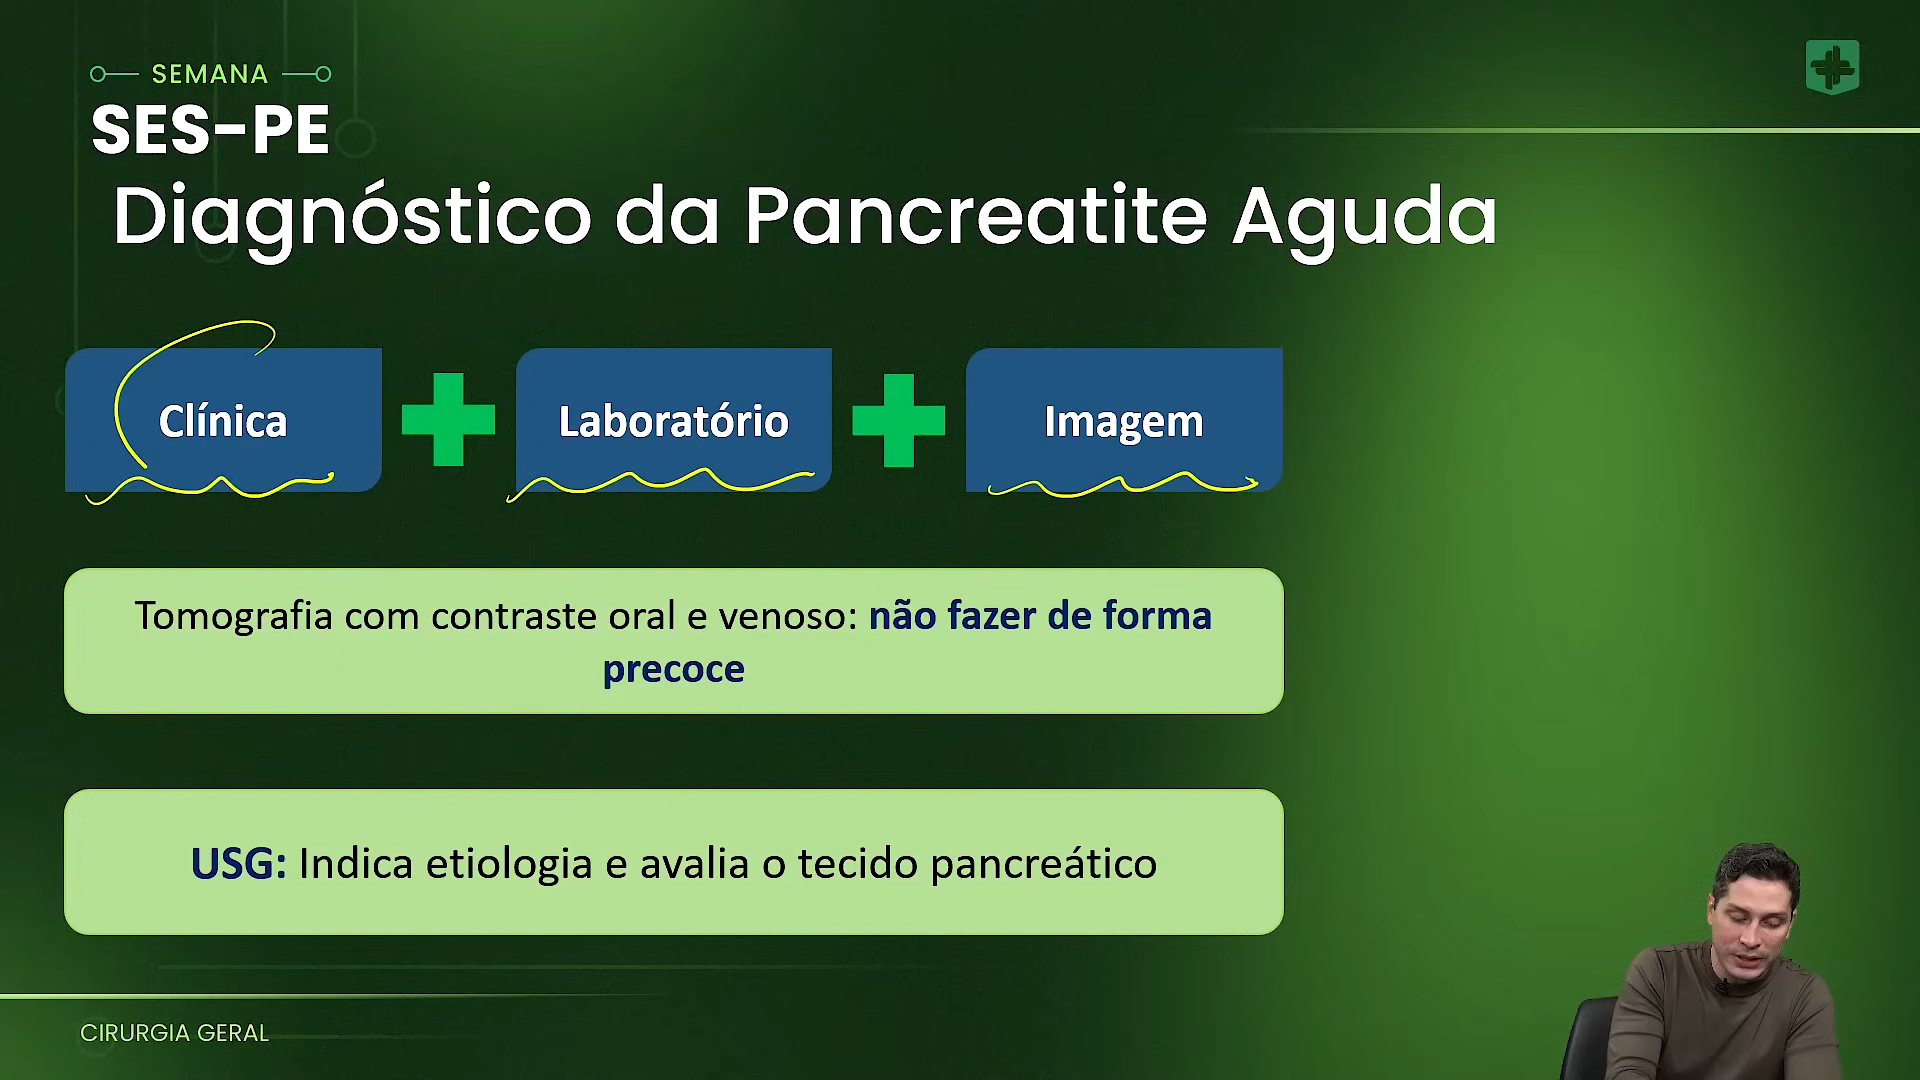 SEMANA
SES-PE
Diagnóstico da Pancreatite Aguda
Clínica
Laboratório
Imagem
Tomografia com contraste oral e venoso: não fazer de forma
precoce
USG: Indica etiologia e avalia o tecido pancreático
CIRURGIA GERAL